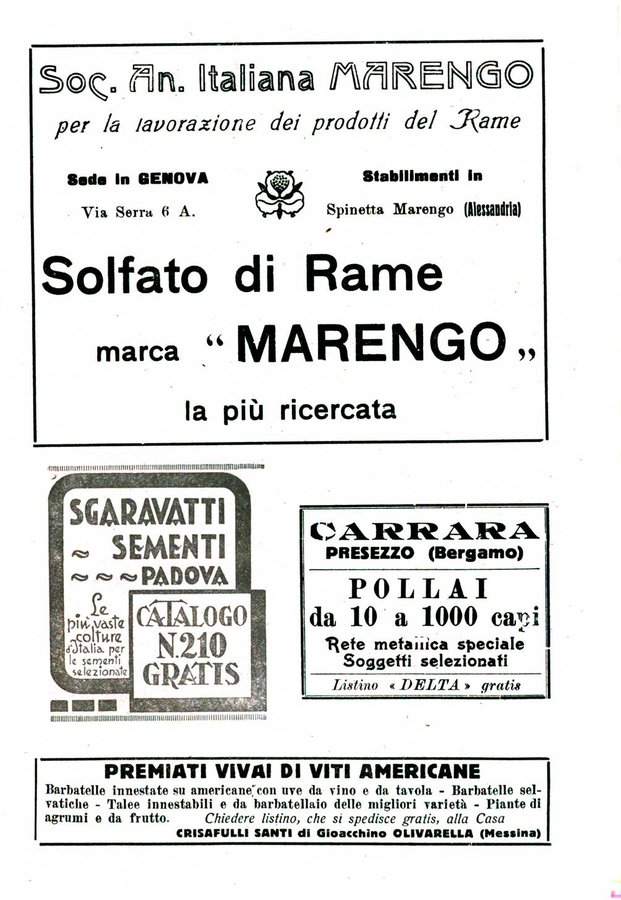 Soc. An. Italiana MARENGO
per la lavorazione dei prodotti del Rame
Sede in GENOVA
Via Serra 6 A.
Stabilimenti in
Spinetta Marengo (Alessandria)
Solfato di Rame
marca “ MARENGO „
la più ricercata
SGARAVATTI
~ SEMENTI
~ ~ ~ PADOVA
Le
più vaste
colture
d'Italia per
le sementi
selezionate
CATALOGO
N.210
GRATIS
CARRARA
PRESEZZO (Bergamo)
POLLAI
da 10 a 1000 capi
Rete metallica speciale
Soggetti selezionati
Listino « DELTA » gratis
PREMIATI VIVAI DI VITI AMERICANE
Barbatelle innestate su americane con uve da vino e da tavola - Barbatelle sel-
vatiche - Talee innestabili e da barbatellaio delle migliori varietà - Piante di
agrumi e da frutto. Chiedere listino, che si spedisce gratis, alla Casa
CRISAFULLI SANTI di Gioacchino OLIVARELLA (Messina)